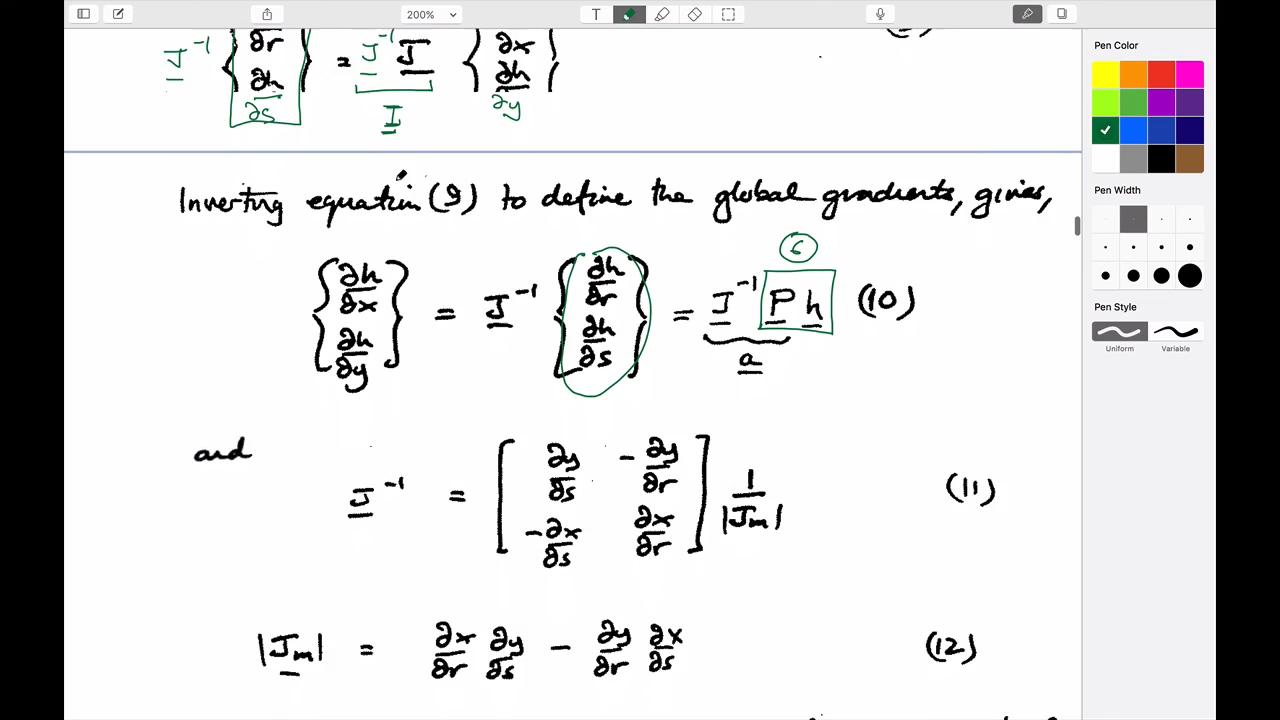 200%
T
Pen Color
J⁻¹ { ∂r ∂h ∂s } = J⁻¹ J { ∂x ∂h ∂y }
I
Inverting equation (9) to define the global gradients, gives,
Pen Width
6
{ ∂h/∂x ∂h/∂y } = J⁻¹ { ∂h/∂r ∂h/∂s } = J⁻¹ P h (10)
a
Pen Style
Uniform Variable
and
J⁻¹ = [ ∂y/∂s -∂y/∂r -∂x/∂s ∂x/∂r ] 1/|Jm| (11)
|Jm| = ∂x/∂r ∂y/∂s - ∂y/∂r ∂x/∂s (12)